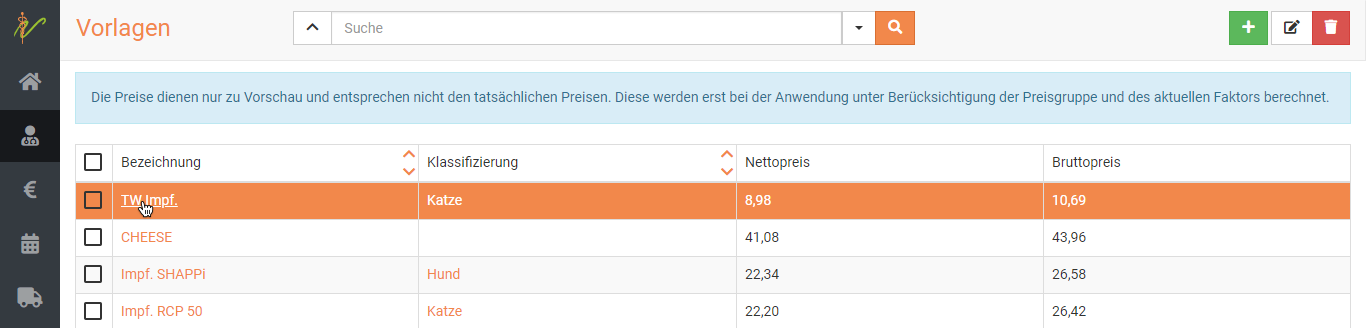 Vorlagen
Suche
Die Preise dienen nur zu Vorschau und entsprechen nicht den tatsächlichen Preisen. Diese werden erst bei der Anwendung unter Berücksichtigung der Preisgruppe und des aktuellen Faktors berechnet.
Bezeichnung Klassifizierung Nettopreis Bruttopreis
TW Impf. Katze 8,98 10,69
CHEESE 41,08 43,96
Impf. SHAPPi Hund 22,34 26,58
Impf. RCP 50 Katze 22,20 26,42